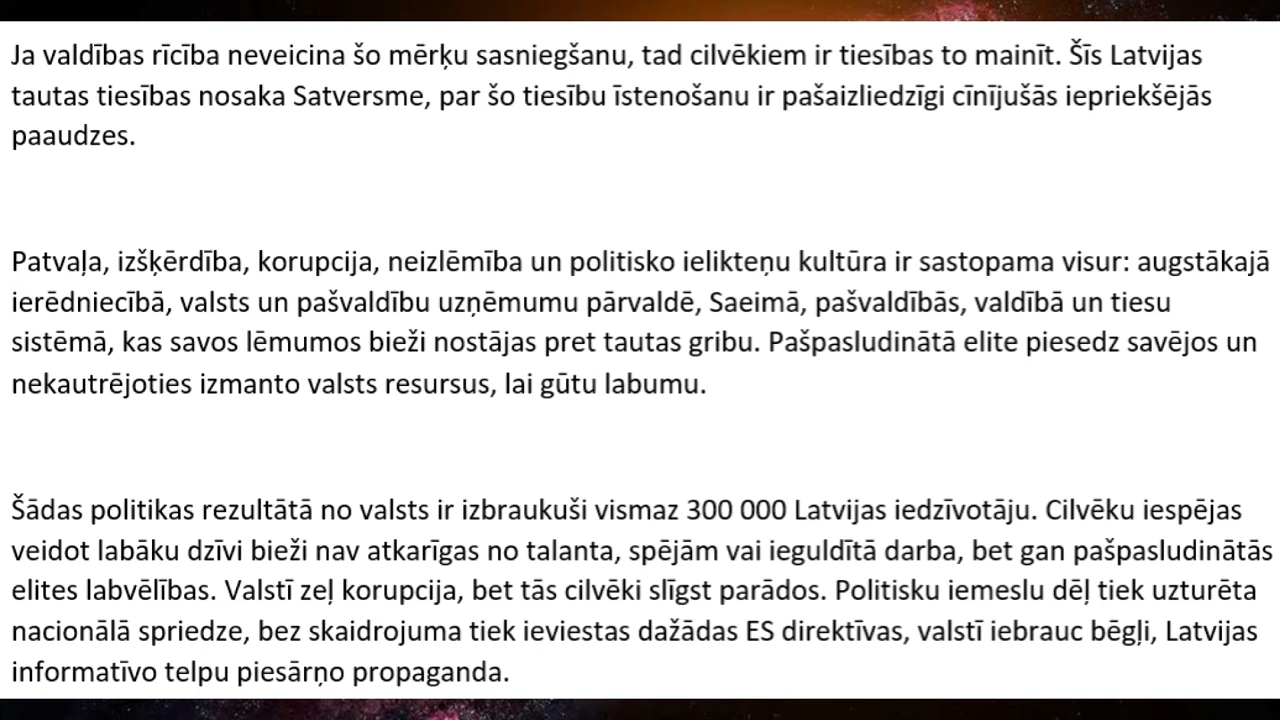 Ja valdības rīcība neveicina šo mērķu sasniegšanu, tad cilvēkiem ir tiesības to mainīt. Šīs Latvijas
tautas tiesības nosaka Satversme, par šo tiesību īstenošanu ir pašaizliedzīgi cīnījušās iepriekšējās
paaudzes.
Patvaļa, izšķērdība, korupcija, neizlēmība un politisko ielikteņu kultūra ir sastopama visur: augstākajā
ierēdniecībā, valsts un pašvaldību uzņēmumu pārvaldē, Saeimā, pašvaldībās, valdībā un tiesu
sistēmā, kas savos lēmumos bieži nostājas pret tautas gribu. Pašpasludinātā elite piesedz savējos un
nekautrējoties izmanto valsts resursus, lai gūtu labumu.
Šādas politikas rezultātā no valsts ir izbraukuši vismaz 300 000 Latvijas iedzīvotāju. Cilvēku iespējas
veidot labāku dzīvi bieži nav atkarīgas no talanta, spējām vai ieguldītā darba, bet gan pašpasludinātās
elites labvēlības. Valstī zeļ korupcija, bet tās cilvēki slīgst parādos. Politisku iemeslu dēļ tiek uzturēta
nacionālā spriedze, bez skaidrojuma tiek ieviestas dažādas ES direktīvas, valstī iebrauc bēgļi, Latvijas
informatīvo telpu piesārņo propaganda.